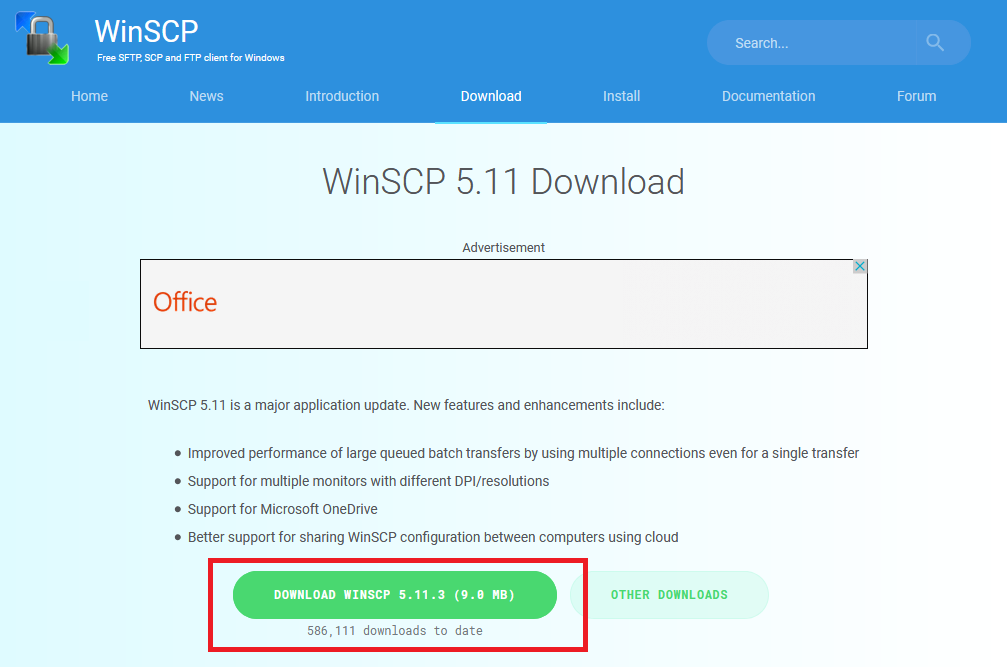 WinSCP
Free SFTP, SCP and FTP client for Windows
Search...
Home News Introduction Download Install Documentation Forum
WinSCP 5.11 Download
Advertisement
Office
WinSCP 5.11 is a major application update. New features and enhancements include:
Improved performance of large queued batch transfers by using multiple connections even for a single transfer
Support for multiple monitors with different DPI/resolutions
Support for Microsoft OneDrive
Better support for sharing WinSCP configuration between computers using cloud
DOWNLOAD WINSCP 5.11.3 (9.0 MB) OTHER DOWNLOADS
586,111 downloads to date